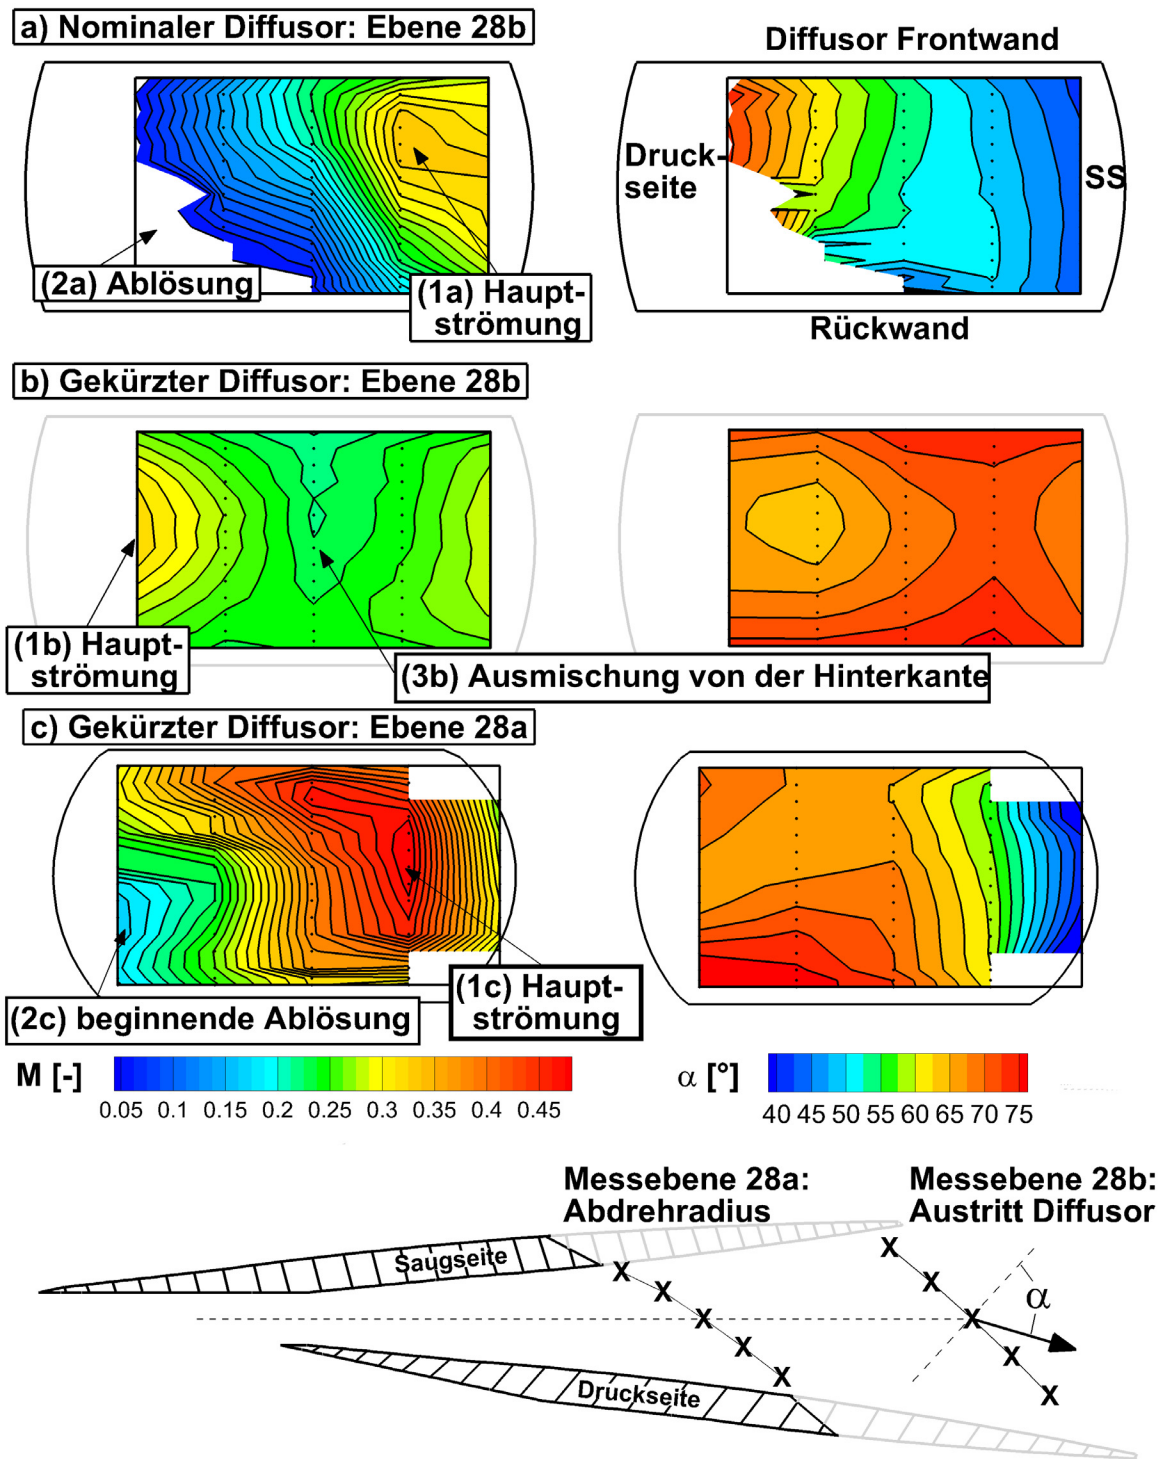 a) Nominaler Diffusor: Ebene 28b
Diffusor Frontwand
Druck-
seite
SS
(2a) Ablösung
(1a) Haupt-
strömung
Rückwand
b) Gekürzter Diffusor: Ebene 28b
(1b) Haupt-
strömung
(3b) Ausmischung von der Hinterkante
c) Gekürzter Diffusor: Ebene 28a
(2c) beginnende Ablösung
(1c) Haupt-
strömung
M [-]
0.05 0.1 0.15 0.2 0.25 0.3 0.35 0.4 0.45
α [°]
40 45 50 55 60 65 70 75
Messebene 28a:
Abdrehradius
Messebene 28b:
Austritt Diffusor
Saugseite
X X X X X
X X X X X
α
Druckseite